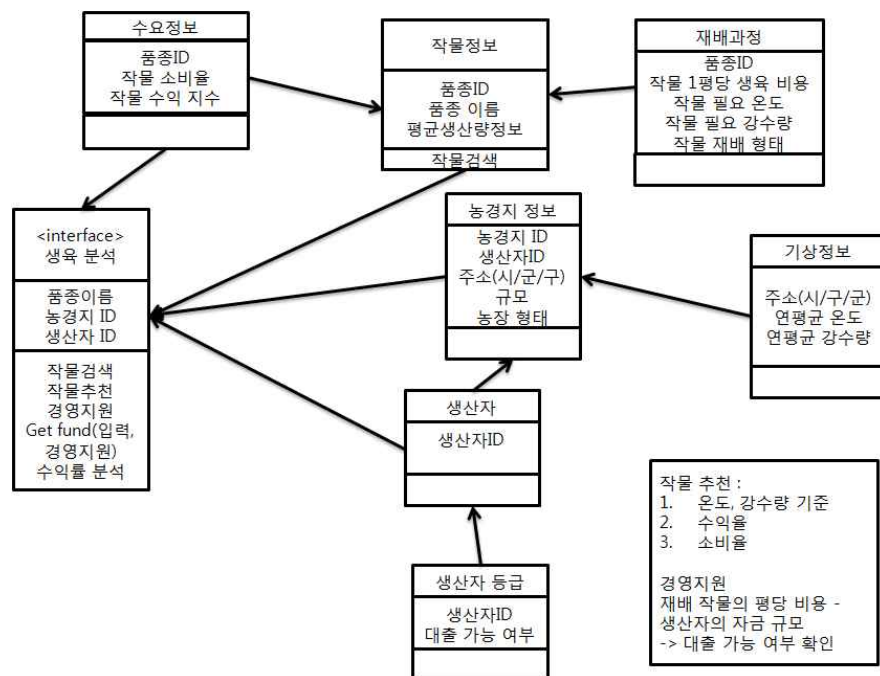 수요정보
품종ID
작물 소비율
작물 수익 지수
작물정보
품종ID
품종 이름
평균생산량정보
작물검색
재배과정
품종ID
작물 1평당 생육 비용
작물 필요 온도
작물 필요 강수량
작물 재배 형태
<interface>
생육 분석
품종이름
농경지 ID
생산자 ID
작물검색
작물추천
경영지원
Get fund(입력,
경영지원)
수익률 분석
농경지 정보
농경지 ID
생산자ID
주소(시/군/구)
규모
농장 형태
기상정보
주소(시/구/군)
연평균 온도
연평균 강수량
생산자
생산자ID
생산자 등급
생산자ID
대출 가능 여부
작물 추천 :
1. 온도, 강수량 기준
2. 수익율
3. 소비율
경영지원
재배 작물의 평당 비용 -
생산자의 자금 규모
-> 대출 가능 여부 확인